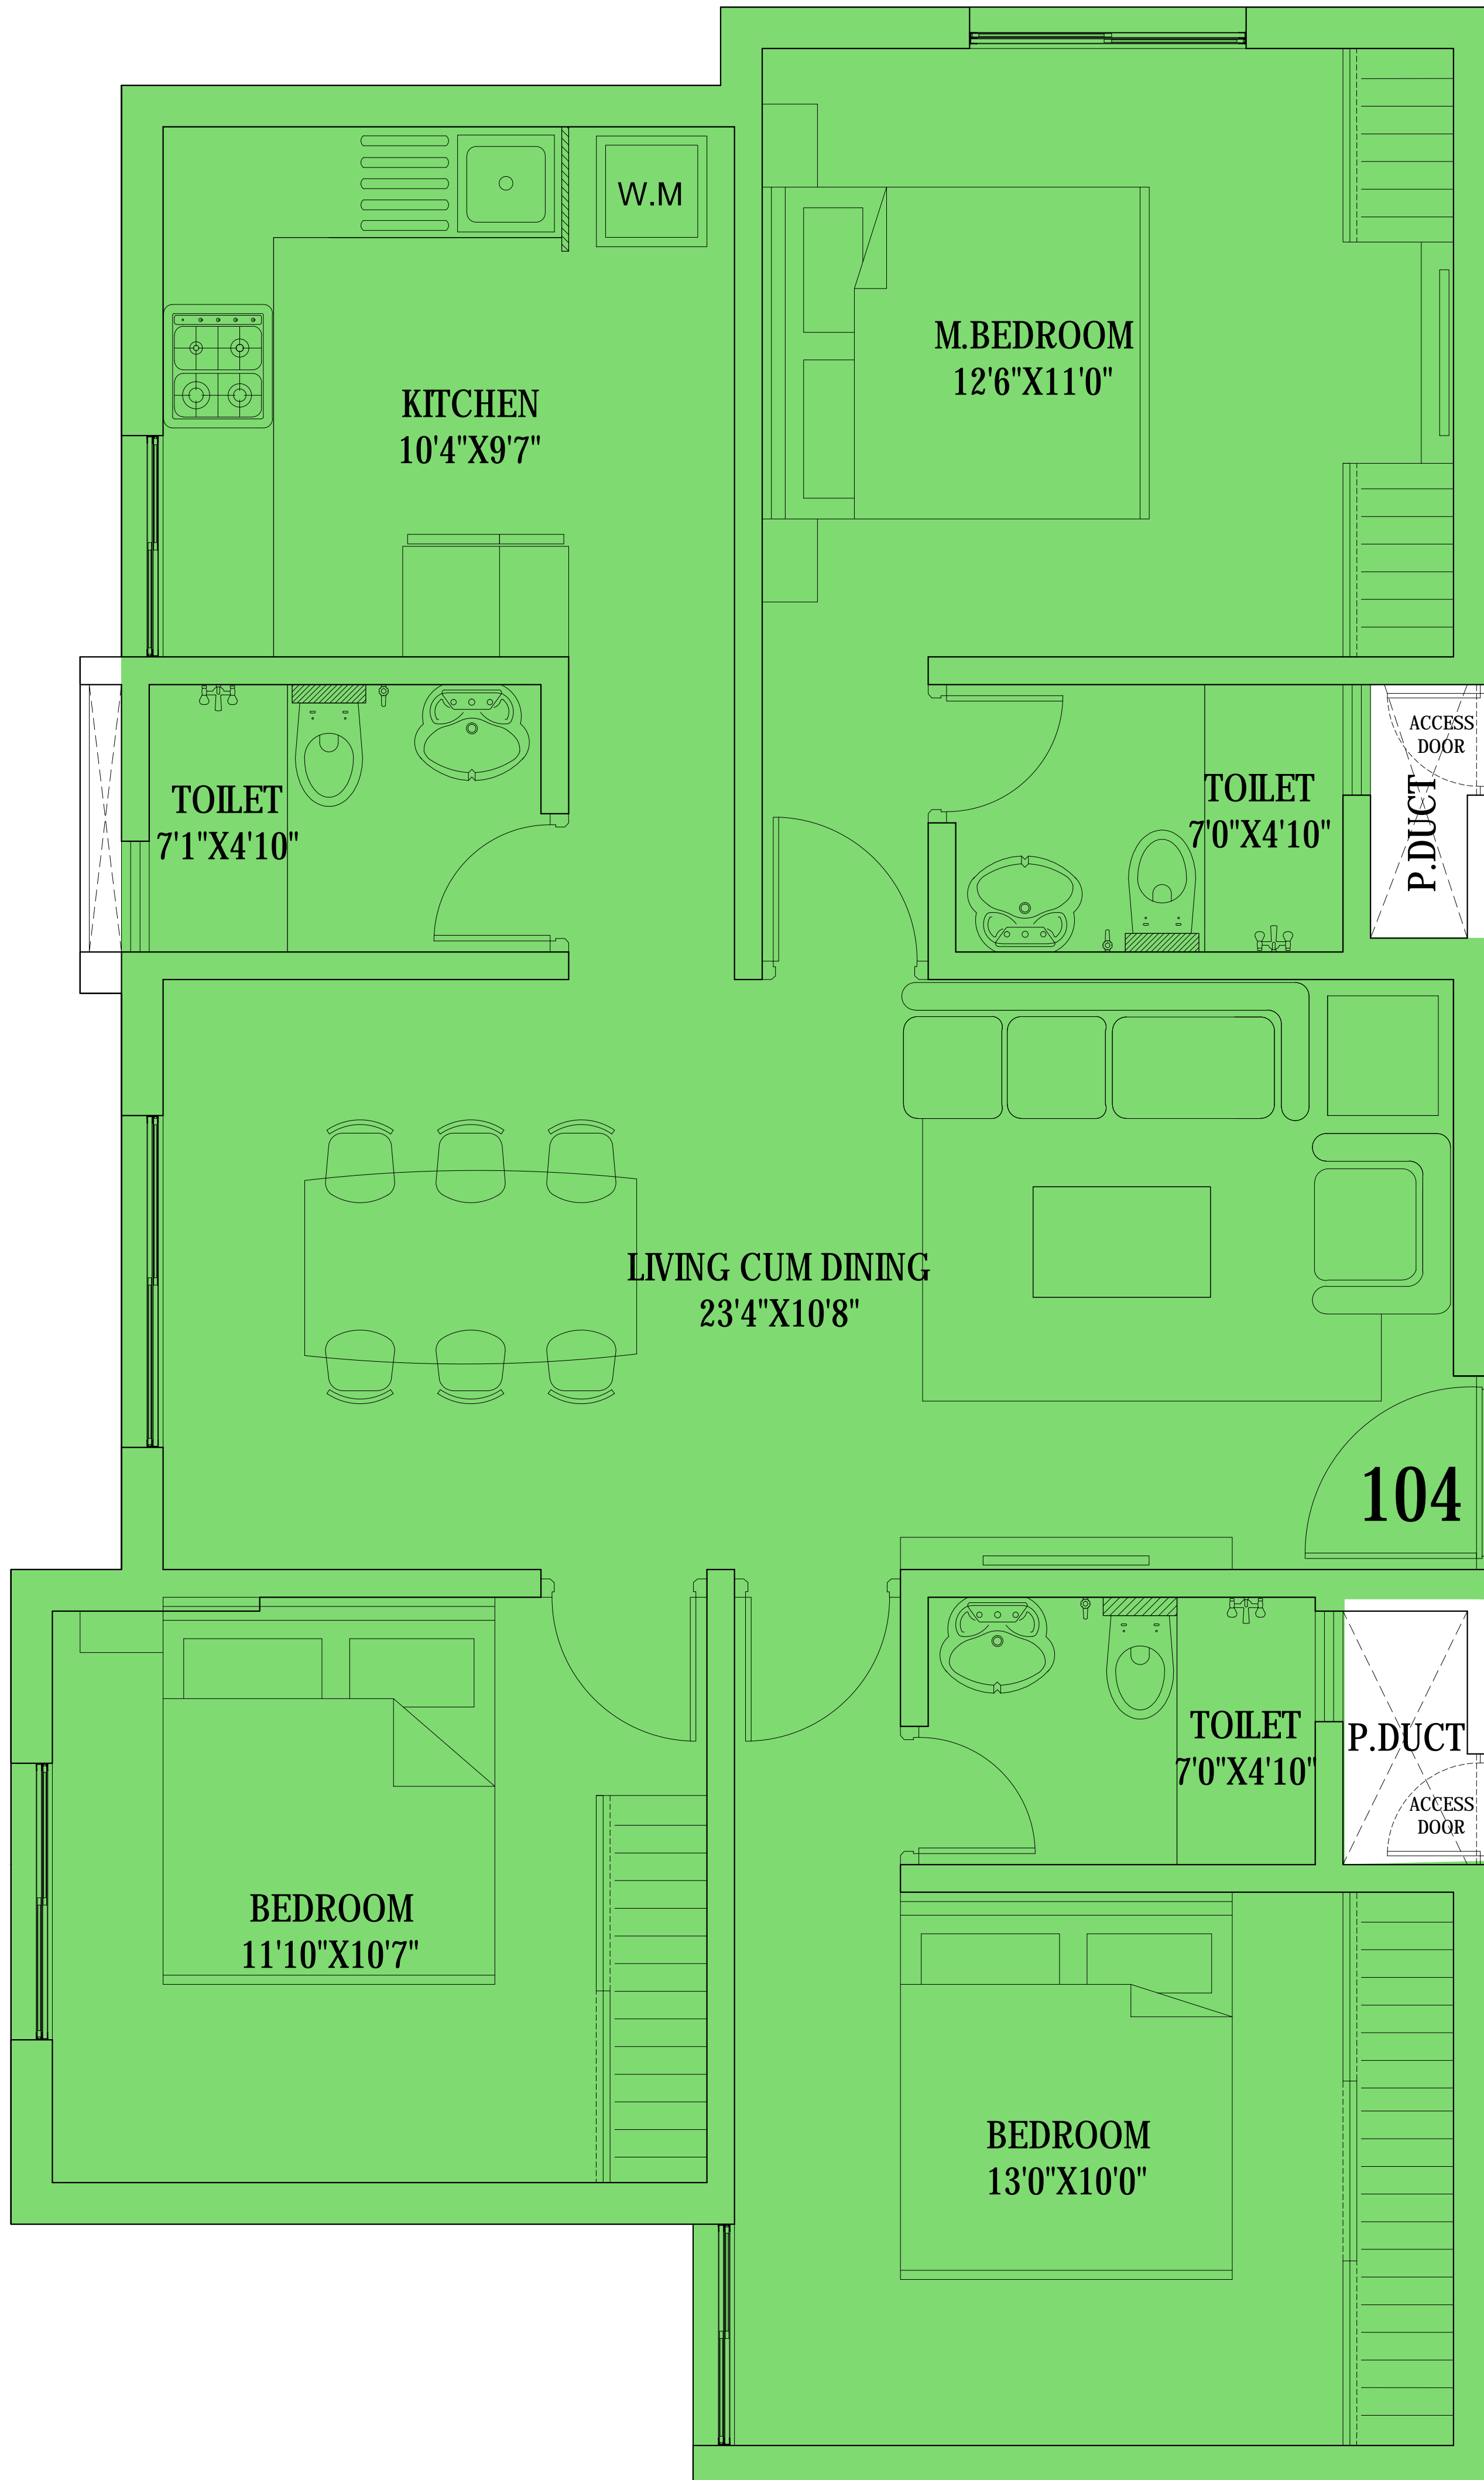 W.M
M.BEDROOM
12'6"X11'0"
KITCHEN
10'4"X9'7"
ACCESS
DOOR
P.DUCT
TOILET
7'1"X4'10"
TOILET
7'0"X4'10"
LIVING CUM DINING
23'4"X10'8"
104
TOILET
7'0"X4'10"
P.DUCT
ACCESS
DOOR
BEDROOM
11'10"X10'7"
BEDROOM
13'0"X10'0"